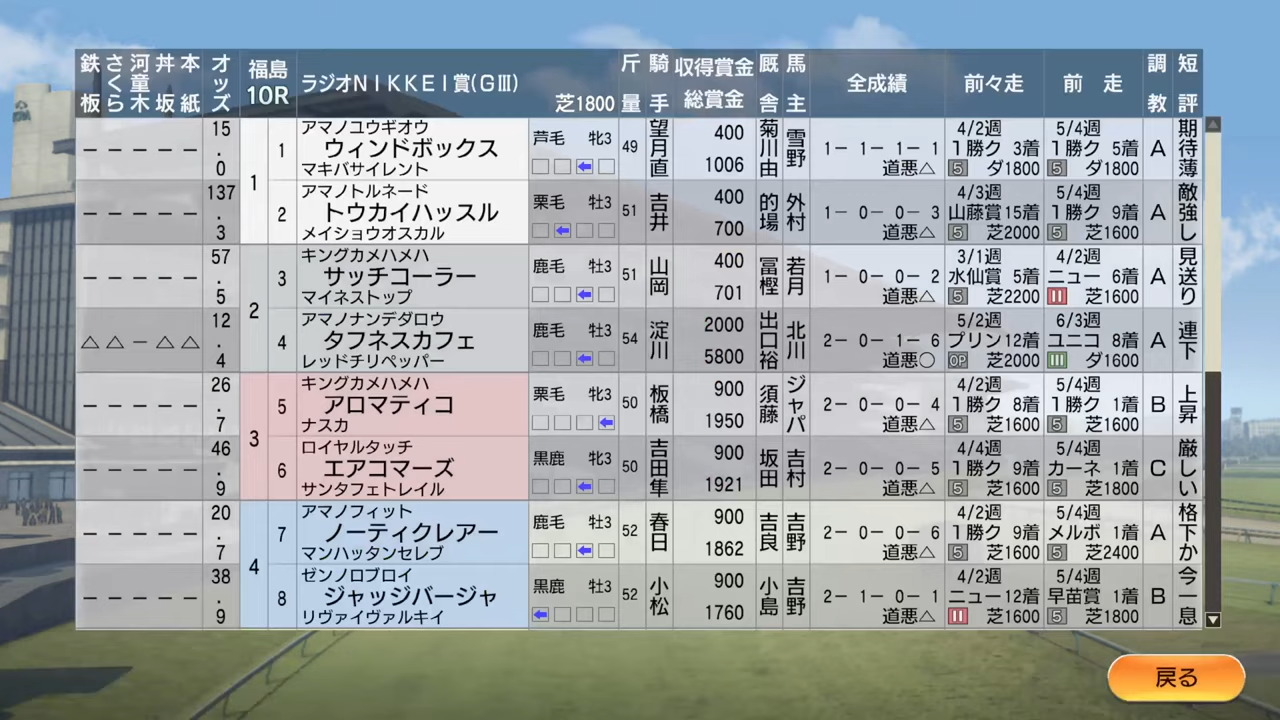 鉄板 さくら 河童木 井坂 本紙 オッズ 福島10R ラジオNIKKEI賞(GⅢ) 芝1800 斤量 騎手 収得賞金 総賞金 厩舎 馬主 全成績 前々走 前走 調教 短評
－－－－－ 15.0 1 1 アマノユウギオウ
ウィンドボックス
マキバサイレント
芦毛 牝3 49 望月直 400 1006 菊川由 雪野 1－1－1－1 道悪△
4/2週 1勝ク 3着 5 ダ1800
5/4週 1勝ク 5着 5 ダ1800
A 期待薄
－－－－－ 137.3 2 アマノトルネード
トウカイハッスル
メイショウオスカル
栗毛 牡3 51 吉井 400 700 的場 外村 1－0－0－3 道悪△
4/3週 山藤賞 15着 5 芝2000
5/4週 1勝ク 9着 5 芝1600
A 敵強し
－－－－－ 57.5 2 3 キングカメハメハ
サッチコーラー
マイネストップ
鹿毛 牡3 51 山岡 400 701 冨樫 若月 1－0－0－2 道悪△
3/1週 水仙賞 5着 5 芝2200
4/2週 ニュー 6着 II 芝1600
A 見送り
△△－△△ 12.4 4 アマノナンデダロウ
タフネスカフェ
レッドチリペッパー
鹿毛 牡3 54 淀川 2000 5800 出口裕 北川 2－0－1－6 道悪○
5/2週 プリン 12着 OP 芝2000
6/3週 ユニコ 8着 III ダ1600
A 連下
－－－－－ 26.7 3 5 キングカメハメハ
アロマティコ
ナスカ
栗毛 牝3 50 板橋 900 1950 須藤 ジャパ 2－0－0－4 道悪△
4/2週 1勝ク 8着 5 芝1600
5/4週 1勝ク 1着 5 芝1600
B 上昇
－－－－－ 46.9 6 ロイヤルタッチ
エアコマーズ
サンタフェトレイル
黒鹿 牝3 50 吉田隼 900 1921 坂田 吉村 2－0－0－5 道悪△
4/4週 1勝ク 9着 5 芝1600
5/4週 カーネ 1着 5 芝1800
C 厳しい
－－－－－ 20.7 4 7 アマノフィット
ノーティクレアー
マンハッタンセレブ
鹿毛 牡3 52 春日 900 1862 吉良 吉野 2－0－0－6 道悪△
4/2週 1勝ク 9着 5 芝1600
5/4週 メルボ 1着 5 芝2400
A 格下か
－－－－－ 38.9 8 ゼンノロブロイ
ジャッジバージャ
リヴァイヴァルキイ
黒鹿 牡3 52 小松 900 1760 小島 吉野 2－1－0－1 道悪△
4/2週 ニュー 12着 II 芝1600
5/4週 早苗賞 1着 5 芝1800
B 今一息
戻る